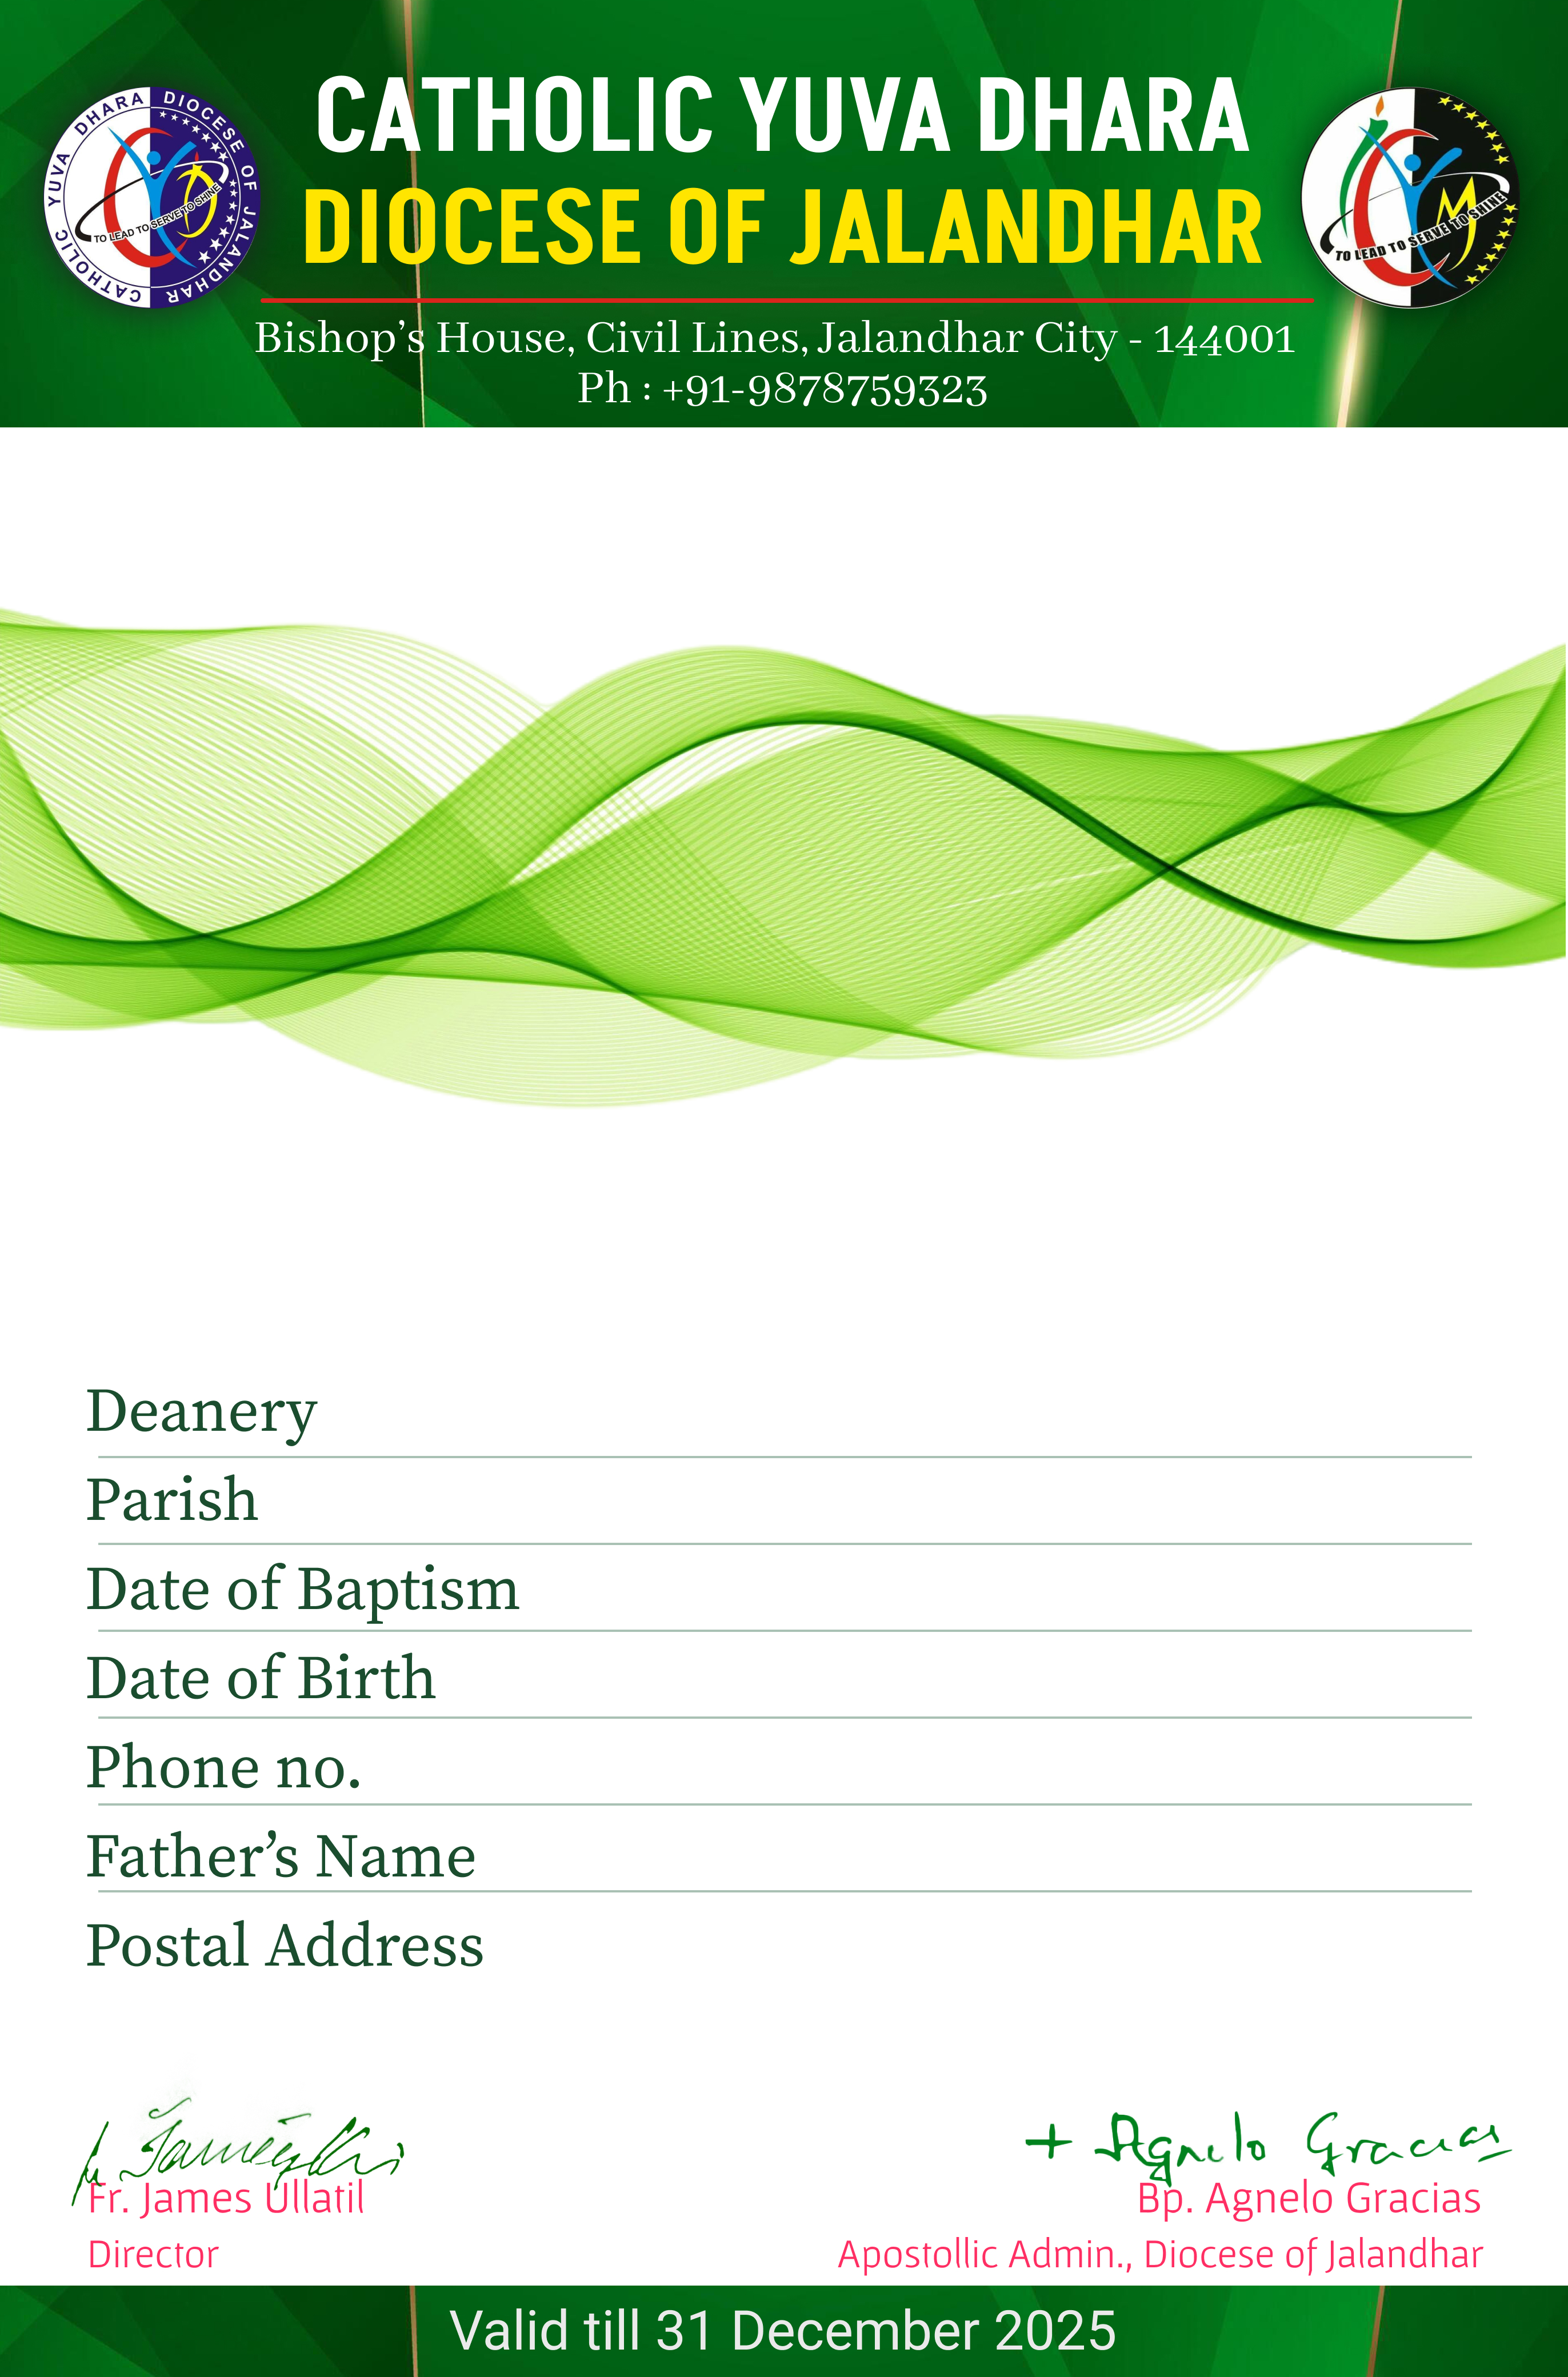 CATHOLIC YUVA DHARA
DIOCESE OF JALANDHAR
CATHOLIC YUVA DHARA DIOCESE OF JALANDHAR
TO LEAD TO SERVE TO SHINE
CYM
TO LEAD TO SERVE TO SHINE
Bishop’s House, Civil Lines, Jalandhar City - 144001
Ph : +91-9878759323
Deanery
Parish
Date of Baptism
Date of Birth
Phone no.
Father’s Name
Postal Address
+ Agnelo Gracias
Fr. James Ullatil
Bp. Agnelo Gracias
Director
Apostollic Admin., Diocese of Jalandhar
Valid till 31 December 2025